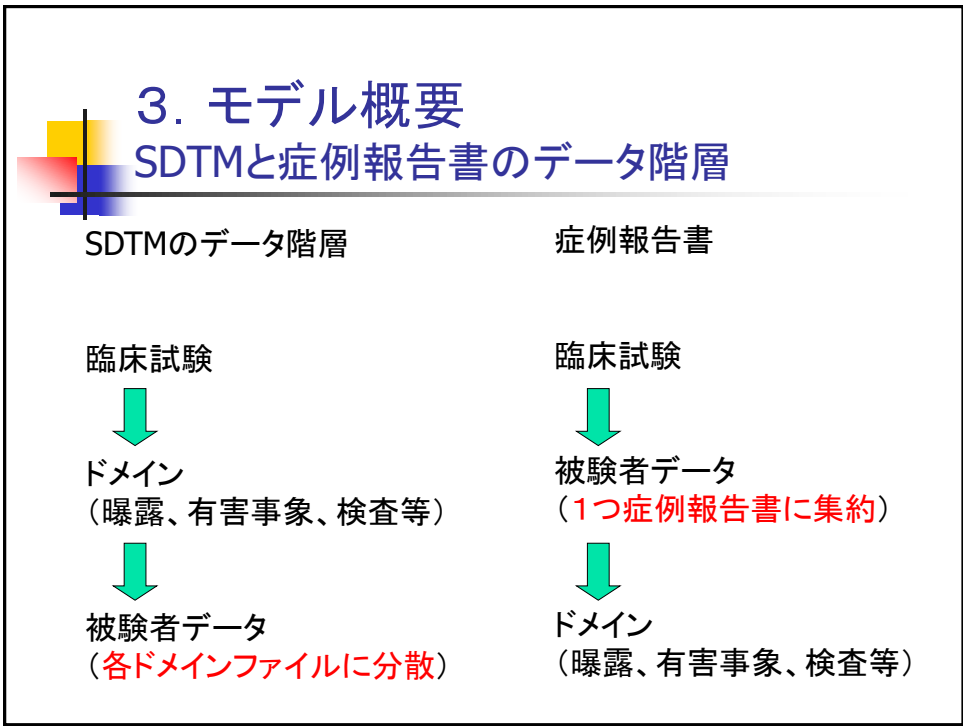 ３．モデル概要
SDTMと症例報告書のデータ階層
SDTMのデータ階層
臨床試験
ドメイン
（曝露、有害事象、検査等）
被験者データ
（各ドメインファイルに分散）
症例報告書
臨床試験
被験者データ
（１つ症例報告書に集約）
ドメイン
（曝露、有害事象、検査等）